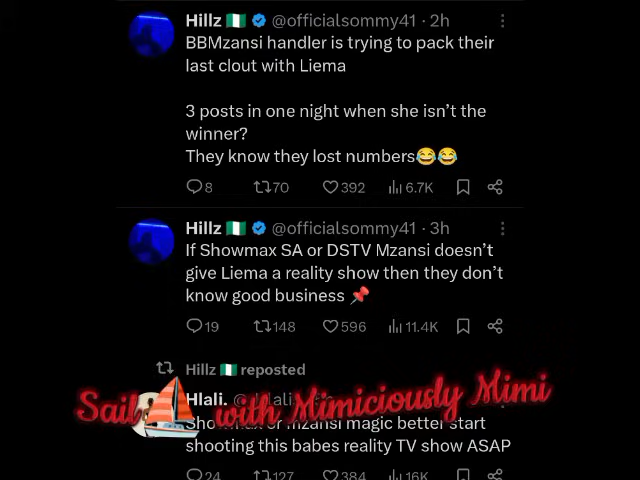 Hillz 🇳🇬 @officialsommy41 · 2h
BBMzansi handler is trying to pack their
last clout with Liema
3 posts in one night when she isn't the
winner?
They know they lost numbers😂😂
8 70 392 6.7K
Hillz 🇳🇬 @officialsommy41 · 3h
If Showmax SA or DSTV Mzansi doesn't
give Liema a reality show then they don't
know good business 📌
19 148 596 11.4K
Hillz 🇳🇬 reposted
Hlali.
Sail with Mimiciously Mimi
or mzansi magic better start
shooting this babes reality TV show ASAP
24 127 384 16K